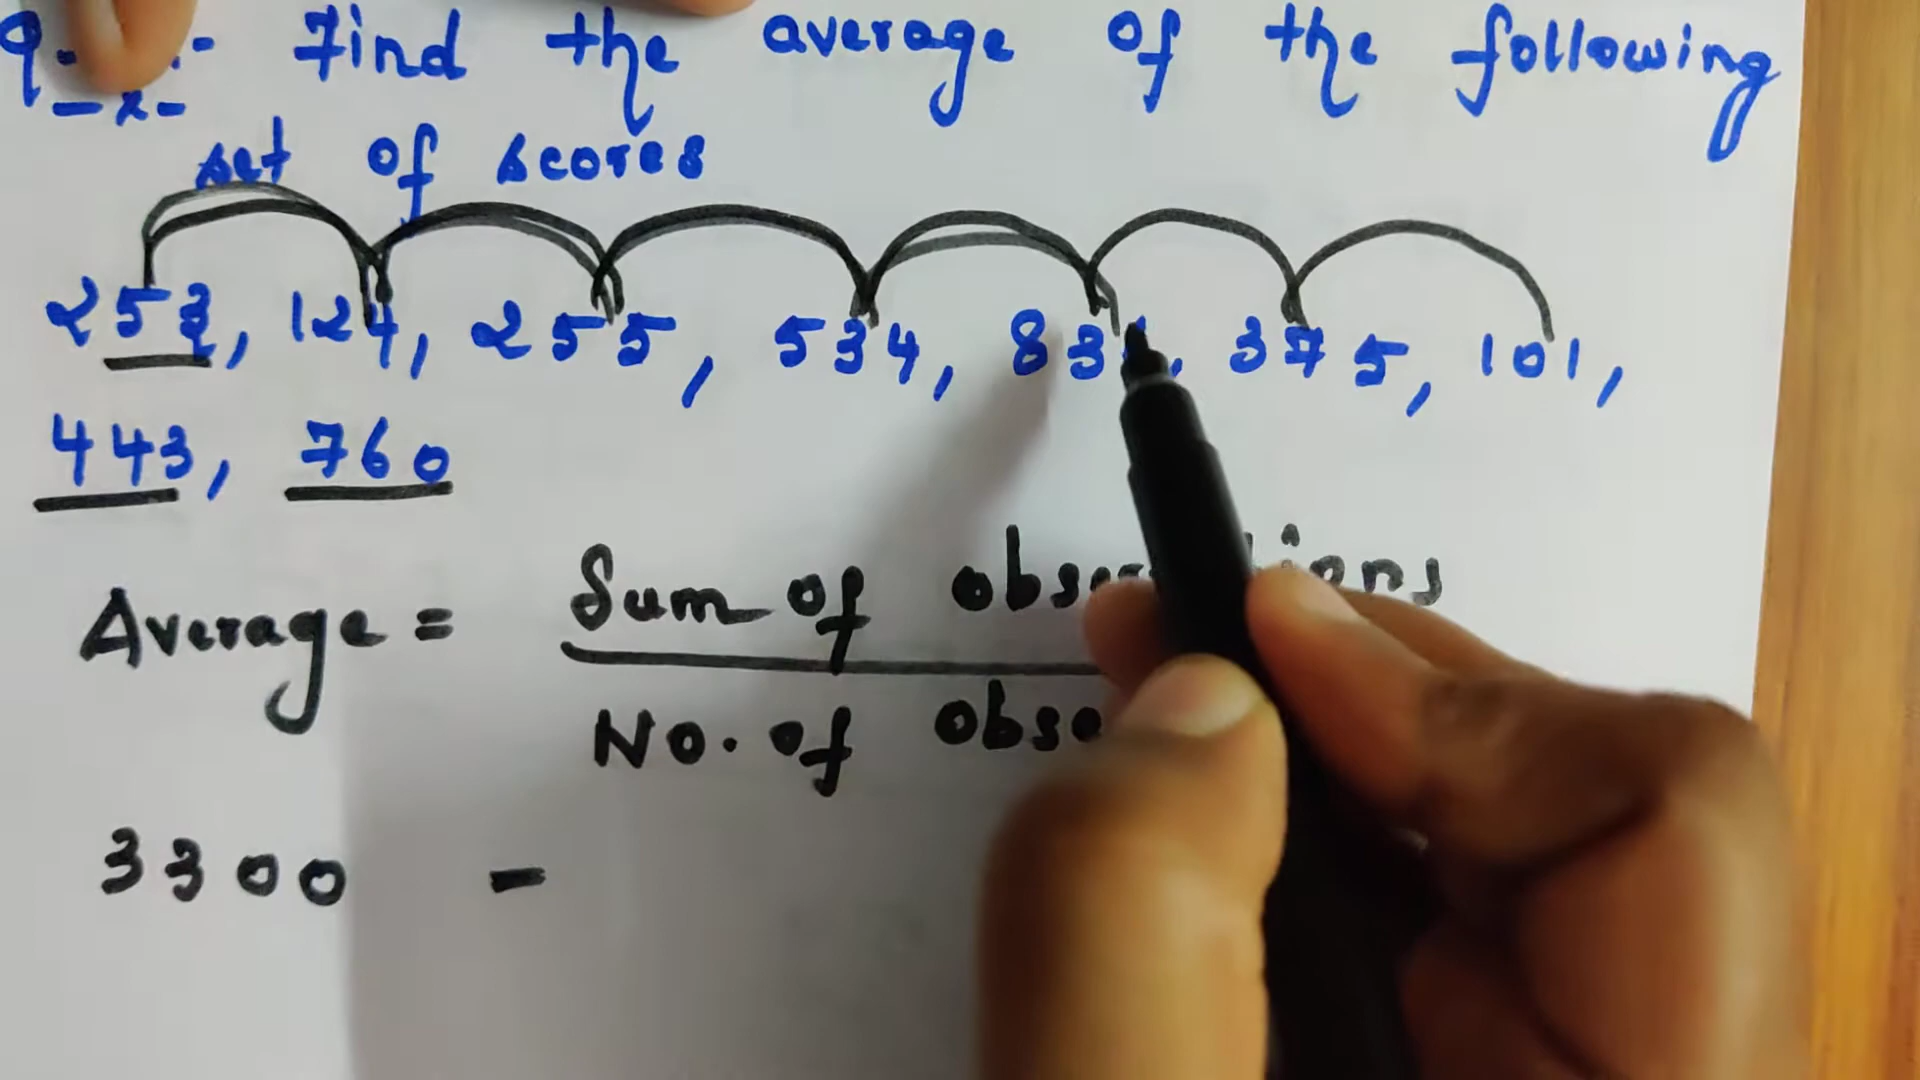 Find the average of the following
set of scores
253, 124, 255, 534, 375, 101,
443, 760
Average = Sum of
No. of
3300 -